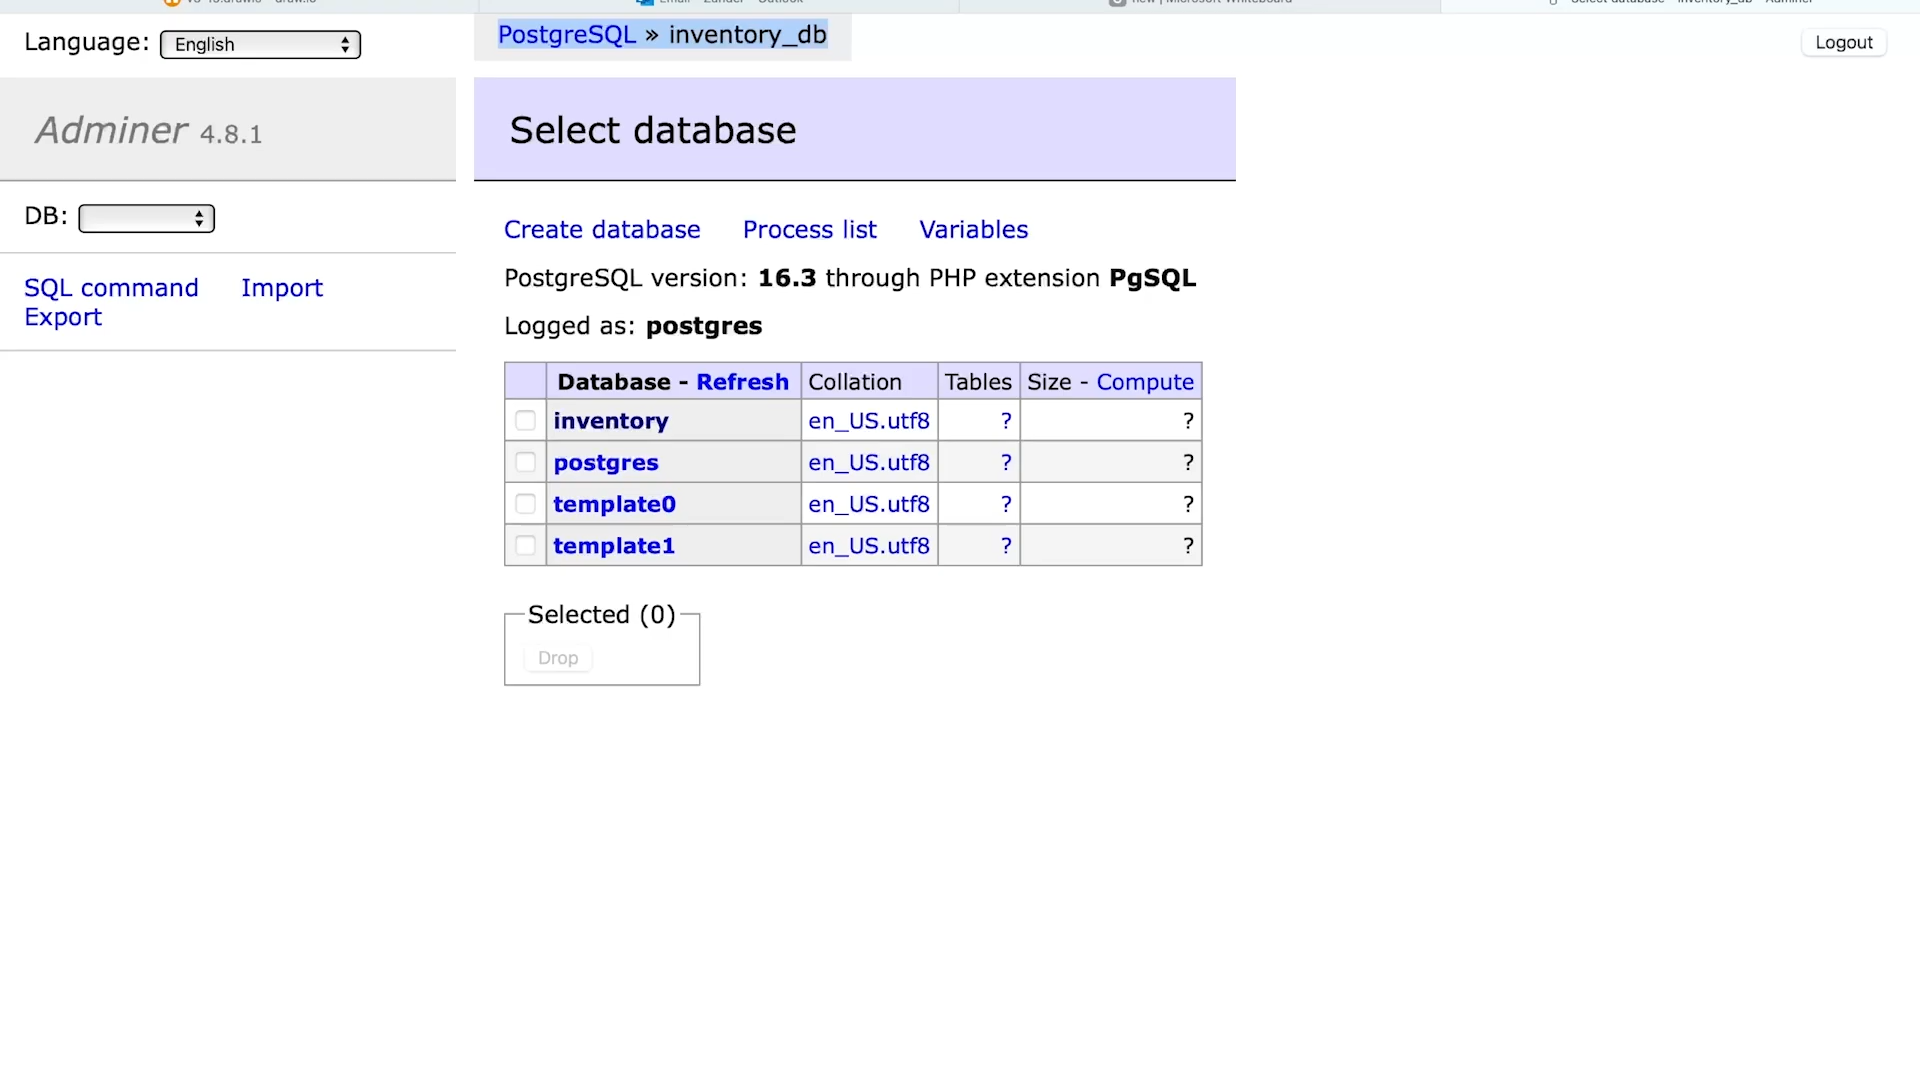 Language: English
PostgreSQL » inventory_db
Logout
Adminer 4.8.1
Select database
DB:
SQL command Import
Export
Create database Process list Variables
PostgreSQL version: 16.3 through PHP extension PgSQL
Logged as: postgres
Database - Refresh Collation Tables Size - Compute
inventory en_US.utf8 ? ?
postgres en_US.utf8 ? ?
template0 en_US.utf8 ? ?
template1 en_US.utf8 ? ?
Selected (0)
Drop